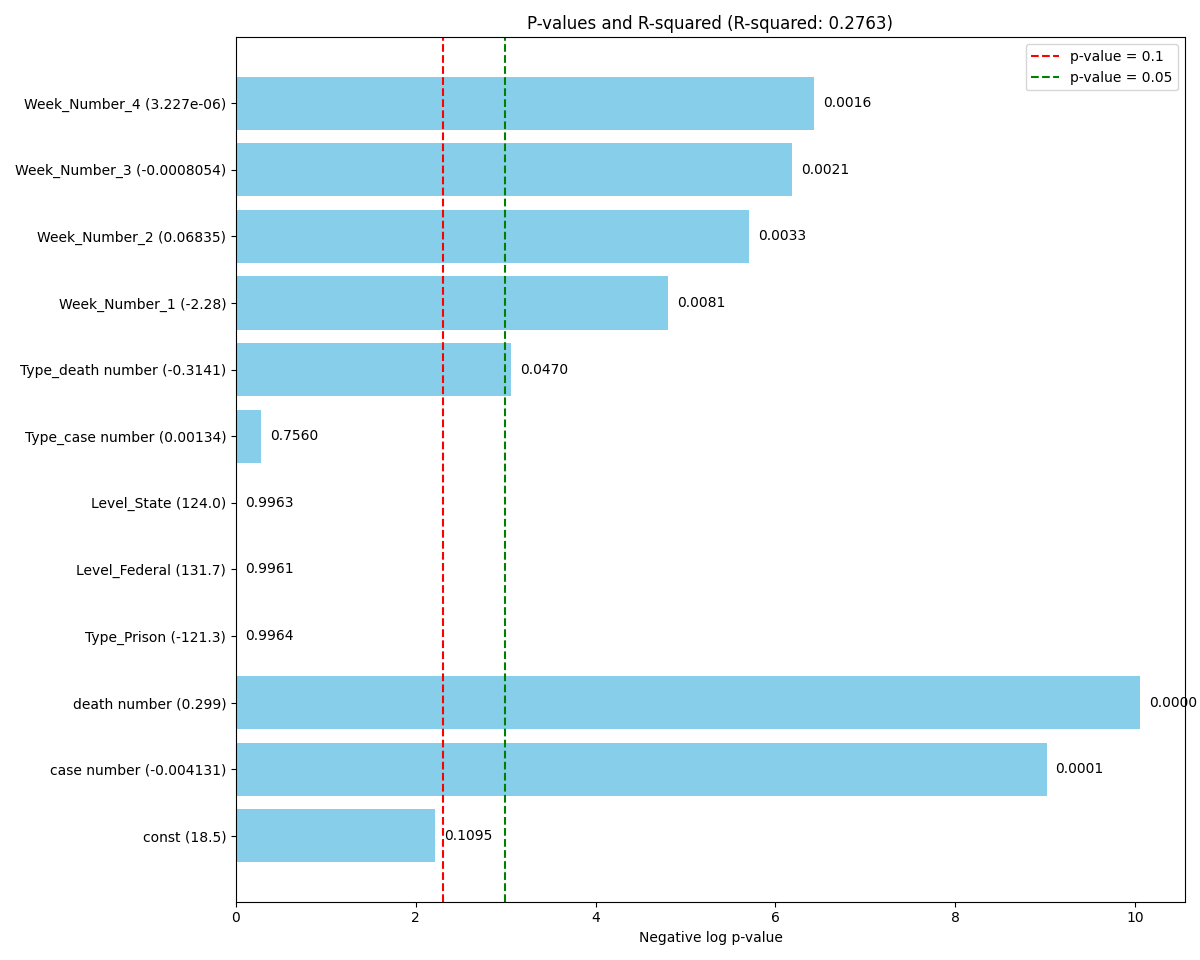 P-values and R-squared (R-squared: 0.2763)
p-value = 0.1
p-value = 0.05
Week_Number_4 (3.227e-06) 0.0016
Week_Number_3 (-0.0008054) 0.0021
Week_Number_2 (0.06835) 0.0033
Week_Number_1 (-2.28) 0.0081
Type_death number (-0.3141) 0.0470
Type_case number (0.00134) 0.7560
Level_State (124.0) 0.9963
Level_Federal (131.7) 0.9961
Type_Prison (-121.3) 0.9964
death number (0.299) 0.0000
case number (-0.004131) 0.0001
const (18.5) 0.1095
0 2 4 6 8 10
Negative log p-value